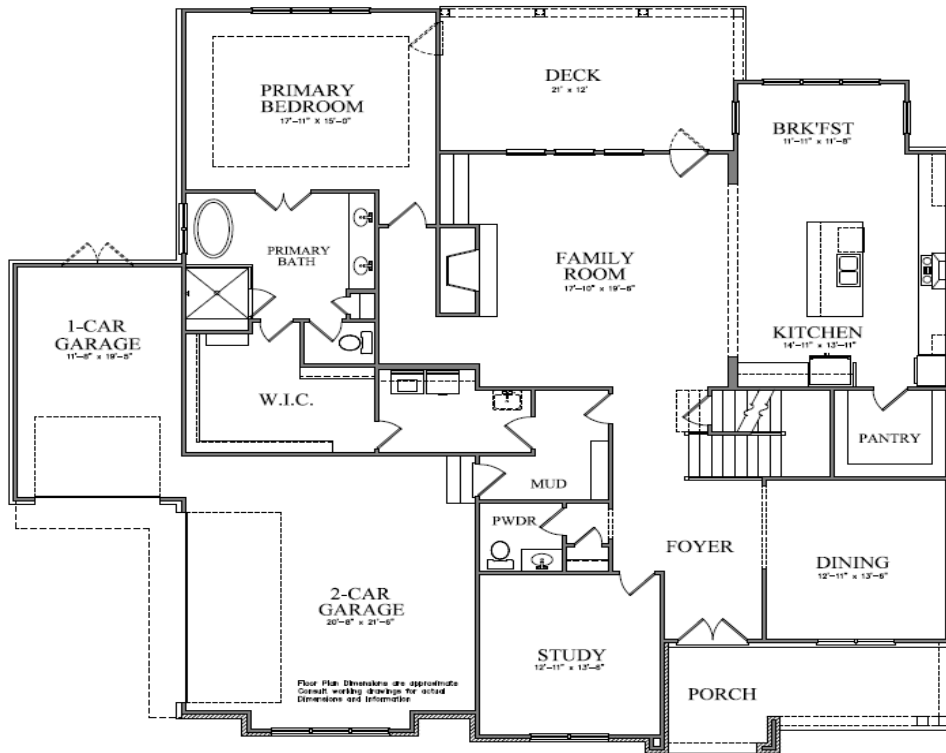 DECK
21' x 12'
PRIMARY
BEDROOM
17'-11" X 15'-0"
BRK'FST
11'-11" x 11'-8"
PRIMARY
BATH
FAMILY
ROOM
17'-10" x 19'-6"
1-CAR
GARAGE
11'-8" x 19'-5"
KITCHEN
14'-11" x 13'-11"
W.I.C.
PANTRY
MUD
PWDR
FOYER
DINING
12'-11" x 13'-6"
2-CAR
GARAGE
20'-8" x 21'-5"
STUDY
12'-11" x 13'-6"
Floor Plan Dimensions are approximate
Consult working drawings for actual
Dimensions and Information
PORCH